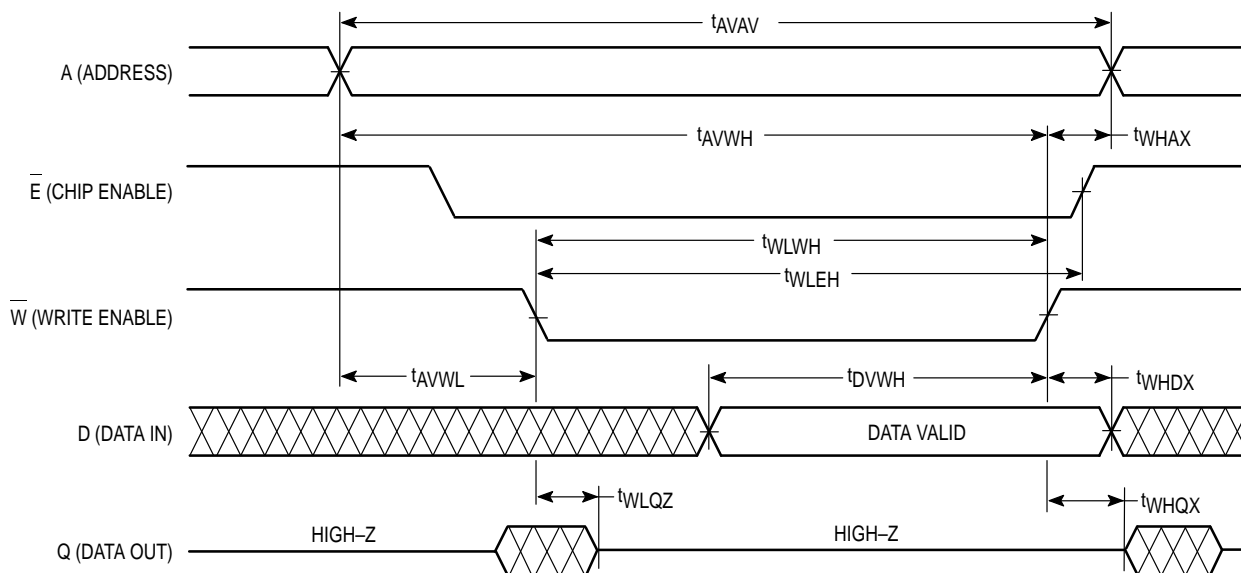 tAVAV
A (ADDRESS)
tAVWH
tWHAX
E (CHIP ENABLE)
tWLWH
tWLEH
W (WRITE ENABLE)
tAVWL
tDVWH
tWHDX
D (DATA IN)
DATA VALID
tWLQZ
tWHQX
Q (DATA OUT)
HIGH–Z
HIGH–Z